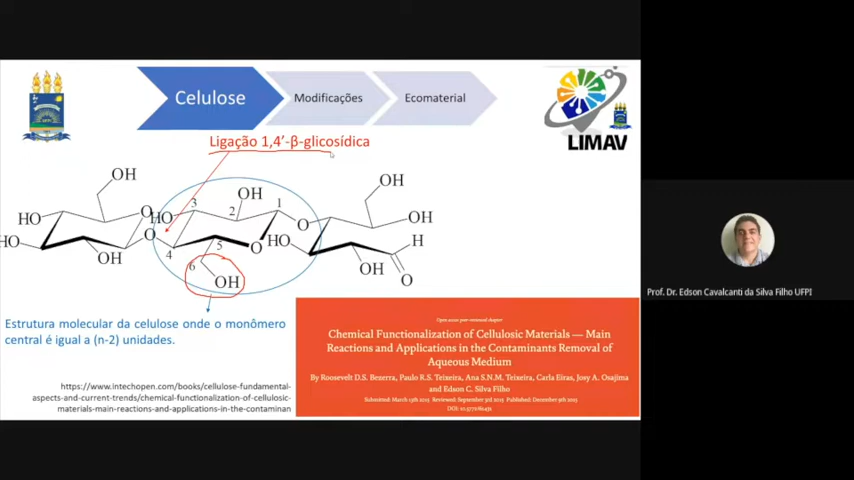 Celulose
Modificações
Ecomaterial
LIMAV
Ligação 1,4’-β-glicosídica
OH
OH
3
OH
2
1
HO
O
HO
O
OH
HO
O
4
5
O
HO
H
OH
6
OH
OH
O
Estrutura molecular da celulose onde o monômero
central é igual a (n-2) unidades.
https://www.intechopen.com/books/cellulose-fundamental-
aspects-and-current-trends/chemical-functionalization-of-cellulosic-
materials-main-reactions-and-applications-in-the-contaminan
Open access peer-reviewed chapter
Chemical Functionalization of Cellulosic Materials — Main
Reactions and Applications in the Contaminants Removal of
Aqueous Medium
By Roosevelt D.S. Bezerra, Paulo R.S. Teixeira, Ana S.N.M. Teixeira, Carla Eiras, Josy A. Osajima
and Edson C. Silva Filho
Prof. Dr. Edson Cavalcanti da Silva Filho UFPI